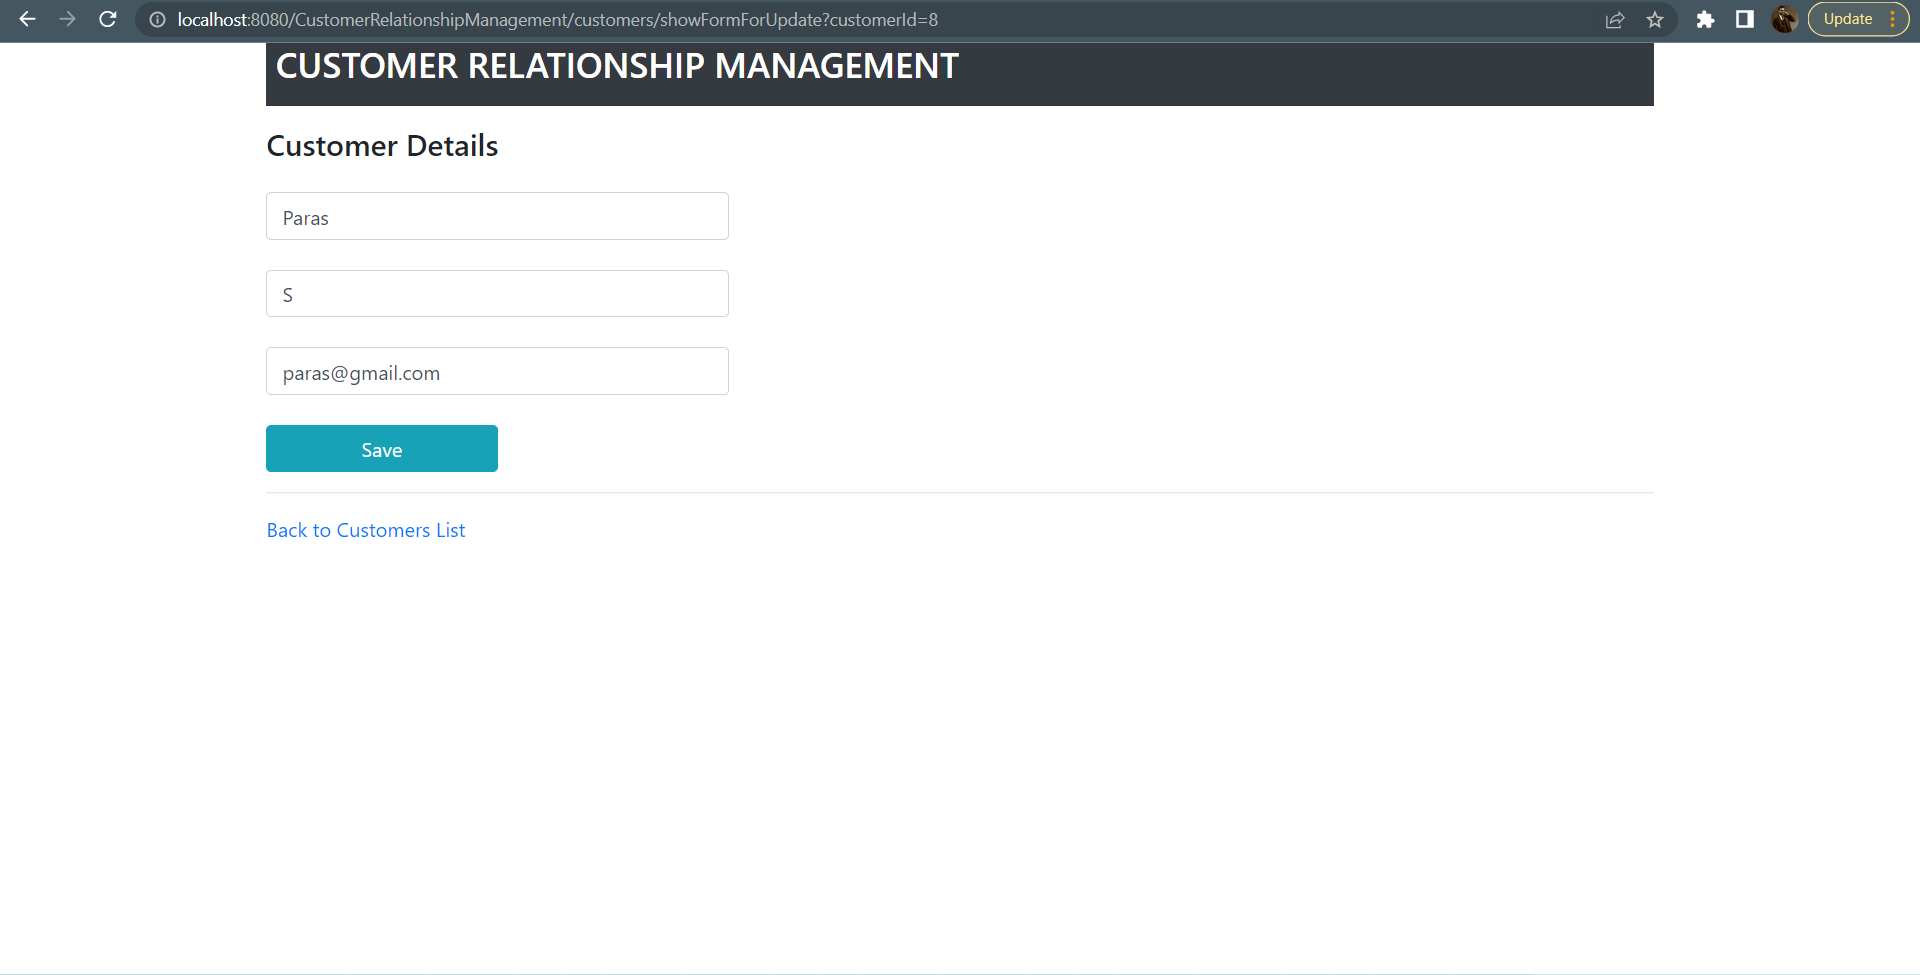 localhost:8080/CustomerRelationshipManagement/customers/showFormForUpdate?customerId=8
Update
CUSTOMER RELATIONSHIP MANAGEMENT
Customer Details
Paras
S
paras@gmail.com
Save
Back to Customers List